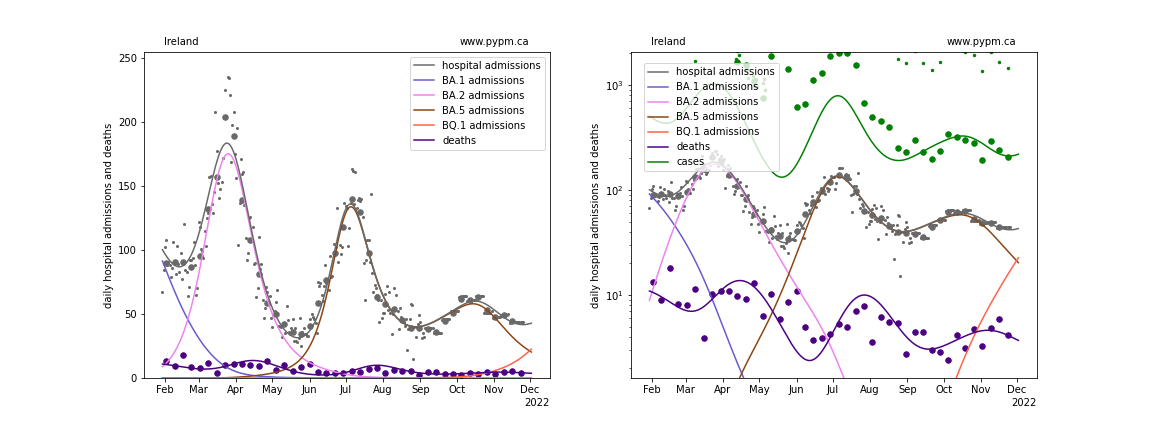 Ireland www.pypm.ca
250
200
150
100
50
0
daily hospital admissions and deaths
hospital admissions
BA.1 admissions
BA.2 admissions
BA.5 admissions
BQ.1 admissions
deaths
Feb Mar Apr May Jun Jul Aug Sep Oct Nov Dec
2022
Ireland www.pypm.ca
10³
10²
10¹
daily hospital admissions and deaths
hospital admissions
BA.1 admissions
BA.2 admissions
BA.5 admissions
BQ.1 admissions
deaths
cases
Feb Mar Apr May Jun Jul Aug Sep Oct Nov Dec
2022